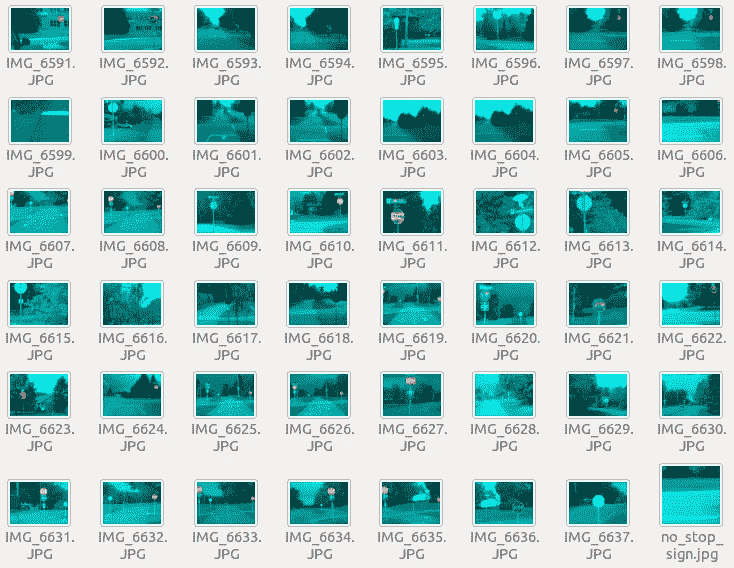 IMG_6591. IMG_6592. IMG_6593. IMG_6594. IMG_6595. IMG_6596. IMG_6597. IMG_6598.
JPG JPG JPG JPG JPG JPG JPG JPG
IMG_6599. IMG_6600. IMG_6601. IMG_6602. IMG_6603. IMG_6604. IMG_6605. IMG_6606.
JPG JPG JPG JPG JPG JPG JPG JPG
IMG_6607. IMG_6608. IMG_6609. IMG_6610. IMG_6611. IMG_6612. IMG_6613. IMG_6614.
JPG JPG JPG JPG JPG JPG JPG JPG
IMG_6615. IMG_6616. IMG_6617. IMG_6618. IMG_6619. IMG_6620. IMG_6621. IMG_6622.
JPG JPG JPG JPG JPG JPG JPG JPG
IMG_6623. IMG_6624. IMG_6625. IMG_6626. IMG_6627. IMG_6628. IMG_6629. IMG_6630.
JPG JPG JPG JPG JPG JPG JPG JPG
IMG_6631. IMG_6632. IMG_6633. IMG_6634. IMG_6635. IMG_6636. IMG_6637. no_stop_
JPG JPG JPG JPG JPG JPG JPG sign.jpg